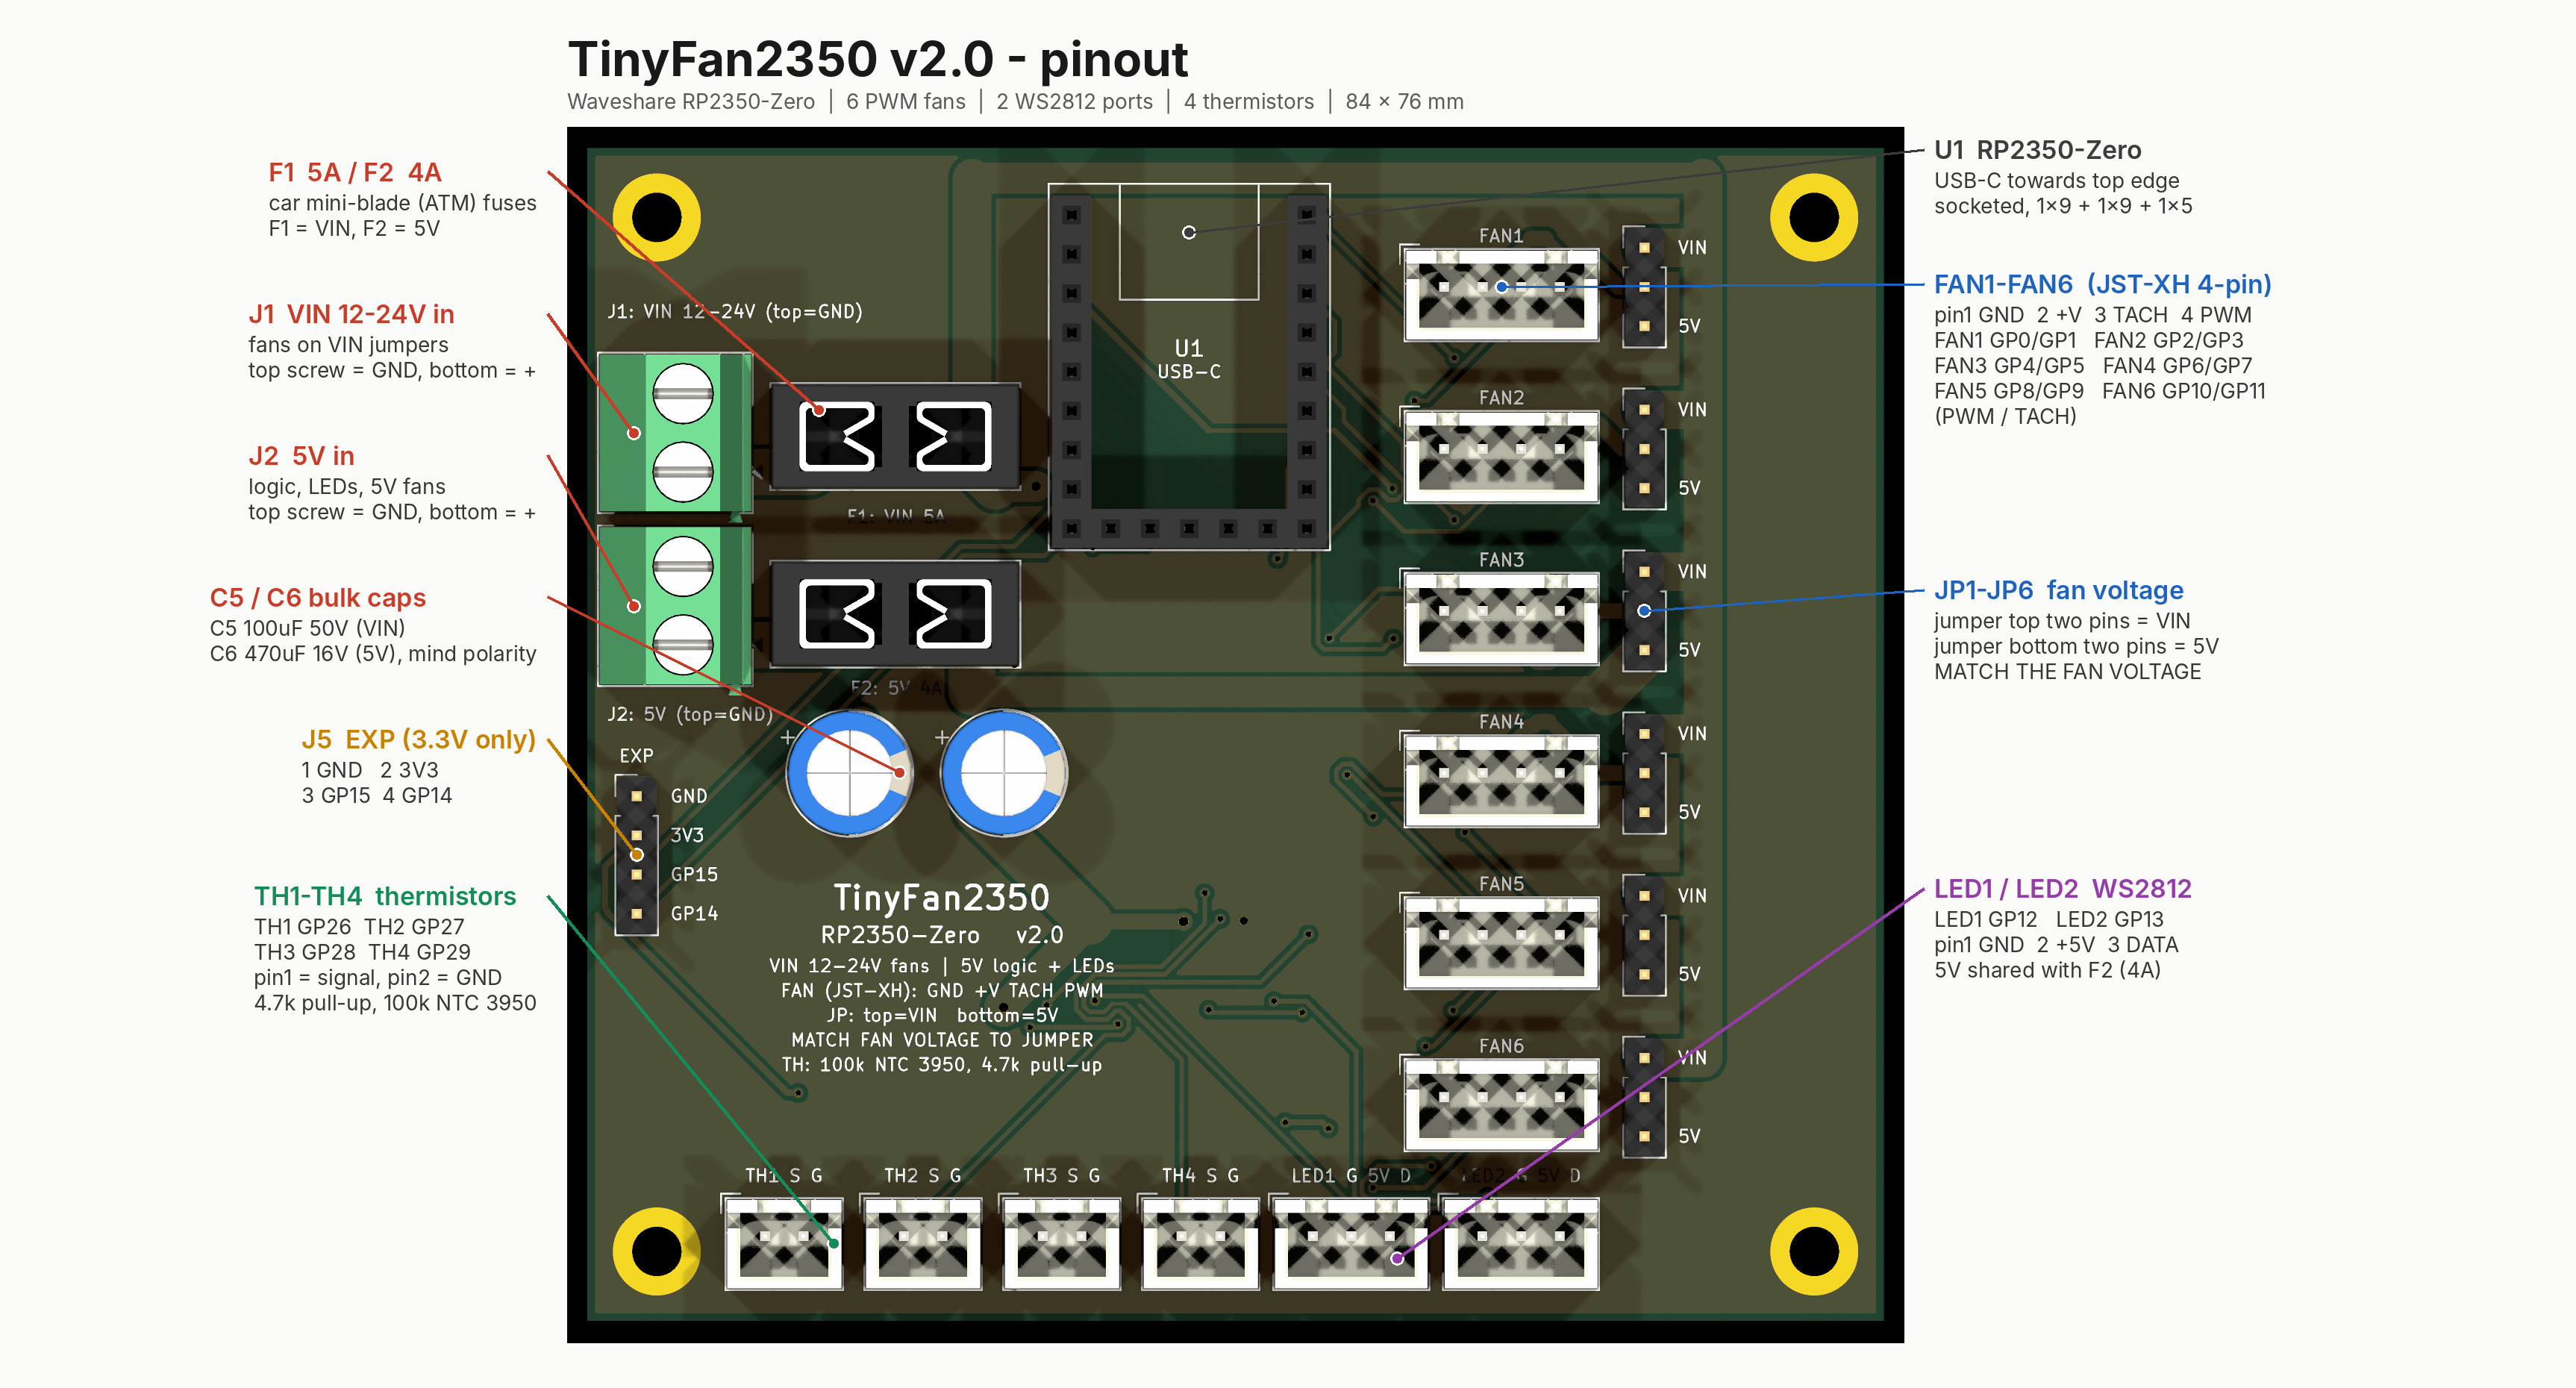 TinyFan2350 v2.0 - pinout
Waveshare RP2350-Zero | 6 PWM fans | 2 WS2812 ports | 4 thermistors | 84 × 76 mm
F1 5A / F2 4A
car mini-blade (ATM) fuses
F1 = VIN, F2 = 5V
J1 VIN 12-24V in
fans on VIN jumpers
top screw = GND, bottom = +
J2 5V in
logic, LEDs, 5V fans
top screw = GND, bottom = +
C5 / C6 bulk caps
C5 100uF 50V (VIN)
C6 470uF 16V (5V), mind polarity
J5 EXP (3.3V only)
1 GND 2 3V3
3 GP15 4 GP14
TH1-TH4 thermistors
TH1 GP26 TH2 GP27
TH3 GP28 TH4 GP29
pin1 = signal, pin2 = GND
4.7k pull-up, 100k NTC 3950
J1: VIN 12-24V (top=GND)
F1: VIN 5A
F2: 5V 4A
J2: 5V (top=GND)
+
+
EXP
GND
3V3
GP15
GP14
U1
USB-C
TinyFan2350
RP2350-Zero v2.0
VIN 12-24V fans | 5V logic + LEDs
FAN (JST-XH): GND +V TACH PWM
JP: top=VIN bottom=5V
MATCH FAN VOLTAGE TO JUMPER
TH: 100k NTC 3950, 4.7k pull-up
FAN1
VIN
5V
FAN2
VIN
5V
FAN3
VIN
5V
FAN4
VIN
5V
FAN5
VIN
5V
FAN6
VIN
5V
TH1 S G
TH2 S G
TH3 S G
TH4 S G
LED1 G 5V D
LED2 G 5V D
U1 RP2350-Zero
USB-C towards top edge
socketed, 1×9 + 1×9 + 1×5
FAN1-FAN6 (JST-XH 4-pin)
pin1 GND 2 +V 3 TACH 4 PWM
FAN1 GP0/GP1 FAN2 GP2/GP3
FAN3 GP4/GP5 FAN4 GP6/GP7
FAN5 GP8/GP9 FAN6 GP10/GP11
(PWM / TACH)
JP1-JP6 fan voltage
jumper top two pins = VIN
jumper bottom two pins = 5V
MATCH THE FAN VOLTAGE
LED1 / LED2 WS2812
LED1 GP12 LED2 GP13
pin1 GND 2 +5V 3 DATA
5V shared with F2 (4A)